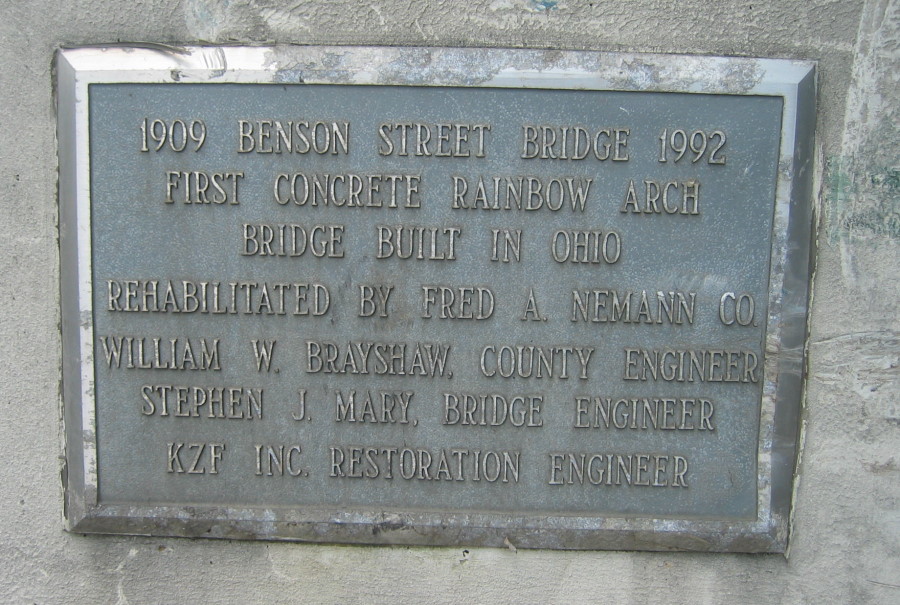 1909 BENSON STREET BRIDGE 1992
FIRST CONCRETE RAINBOW ARCH
BRIDGE BUILT IN OHIO
REHABILITATED BY FRED A. NEMANN CO.
WILLIAM W. BRAYSHAW, COUNTY ENGINEER
STEPHEN J. MARY, BRIDGE ENGINEER
KZF INC. RESTORATION ENGINEER